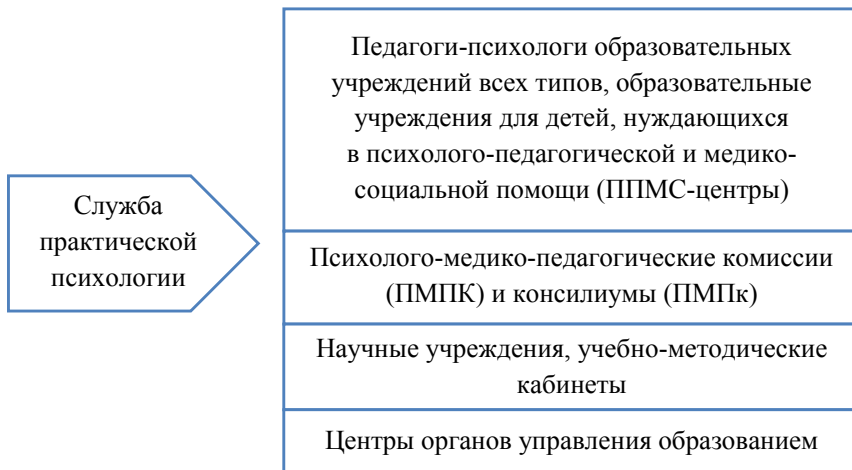 Служба
практической
психологии
Педагоги-психологи образовательных
учреждений всех типов, образовательные
учреждения для детей, нуждающихся
в психолого-педагогической и медико-
социальной помощи (ППМС-центры)
Психолого-медико-педагогические комиссии
(ПМПК) и консилиумы (ПМПк)
Научные учреждения, учебно-методические
кабинеты
Центры органов управления образованием